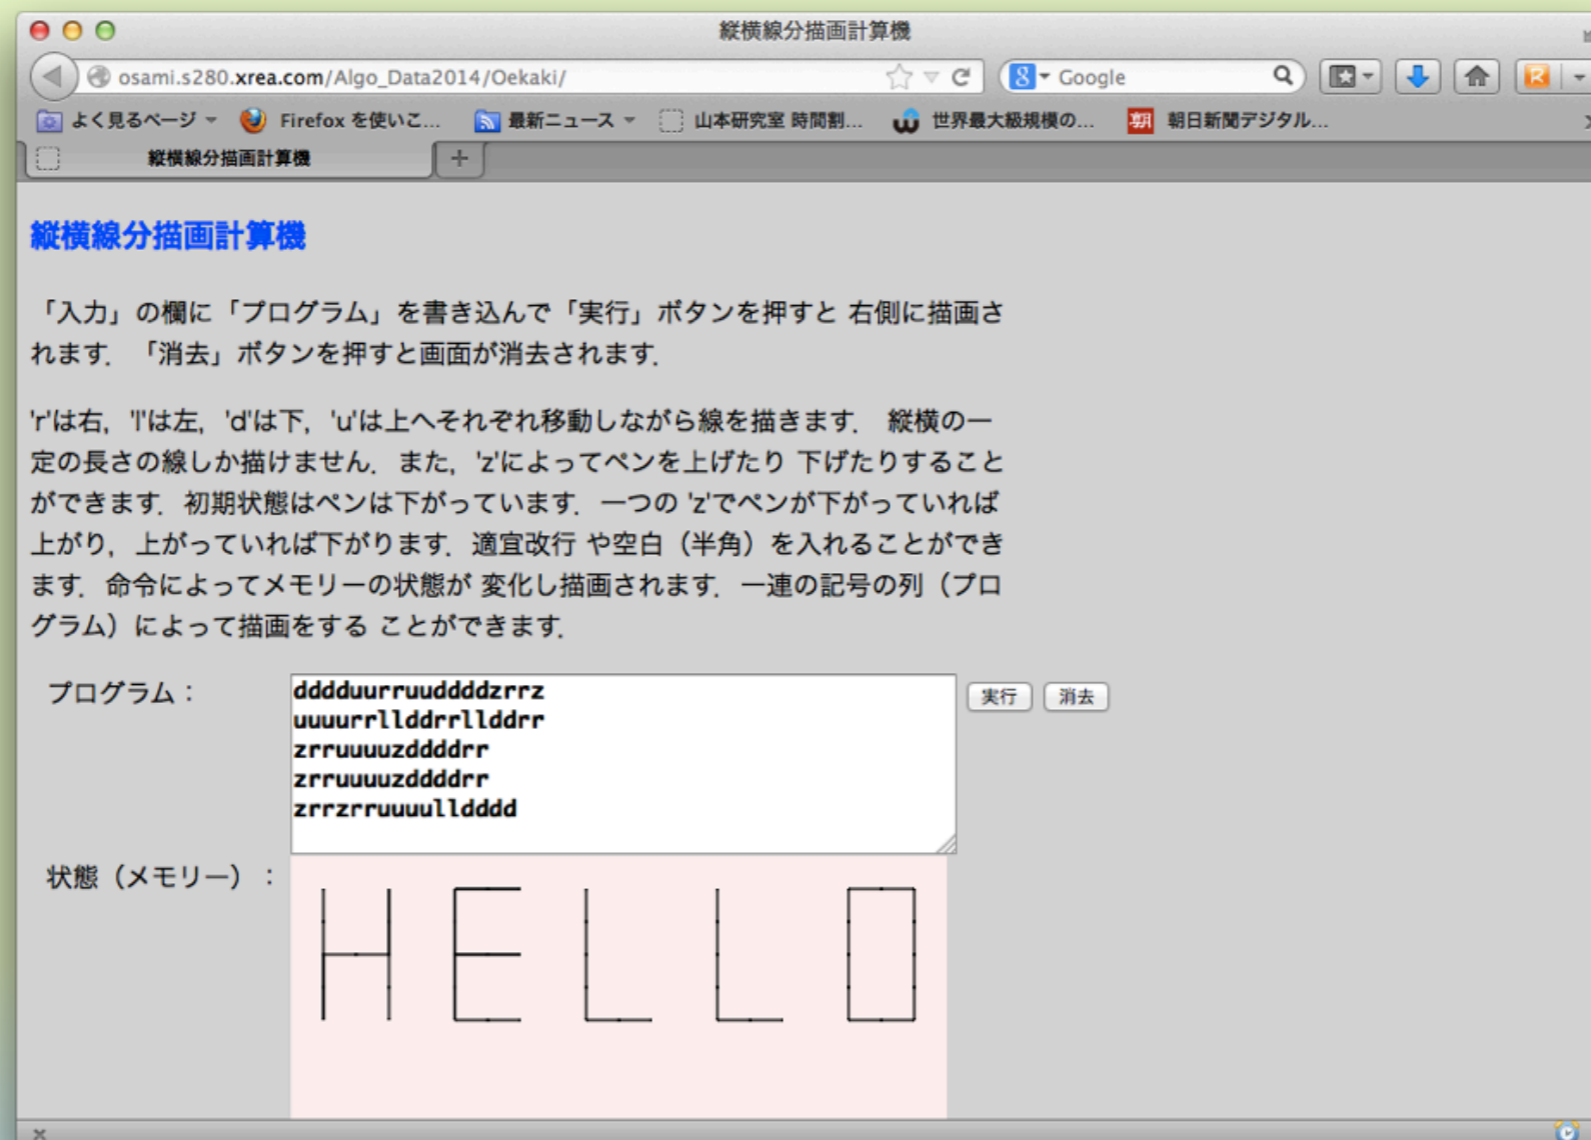 縦横線分描画計算機
osami.s280.xrea.com/Algo_Data2014/Oekaki/
Google
よく見るページ
Firefox を使いこ...
最新ニュース
山本研究室 時間割...
世界最大級規模の...
朝日新聞デジタル...
縦横線分描画計算機
縦横線分描画計算機
「入力」の欄に「プログラム」を書き込んで「実行」ボタンを押すと 右側に描画さ
れます．「消去」ボタンを押すと画面が消去されます．
'r'は右，'l'は左，'d'は下，'u'は上へそれぞれ移動しながら線を描きます． 縦横の一
定の長さの線しか描けません．また，'z'によってペンを上げたり 下げたりすること
ができます．初期状態はペンは下がっています．一つの 'z'でペンが下がっていれば
上がり，上がっていれば下がります．適宜改行 や空白（半角）を入れることができ
ます．命令によってメモリーの状態が 変化し描画されます．一連の記号の列（プロ
グラム）によって描画をする ことができます．
プログラム：
dddduurruuddddzrrz
uuuurrllddrrllddrr
zrruuuuzddddrr
zrruuuuzddddrr
zrrzrruuuulldddd
実行
消去
状態（メモリー）：
HELLO